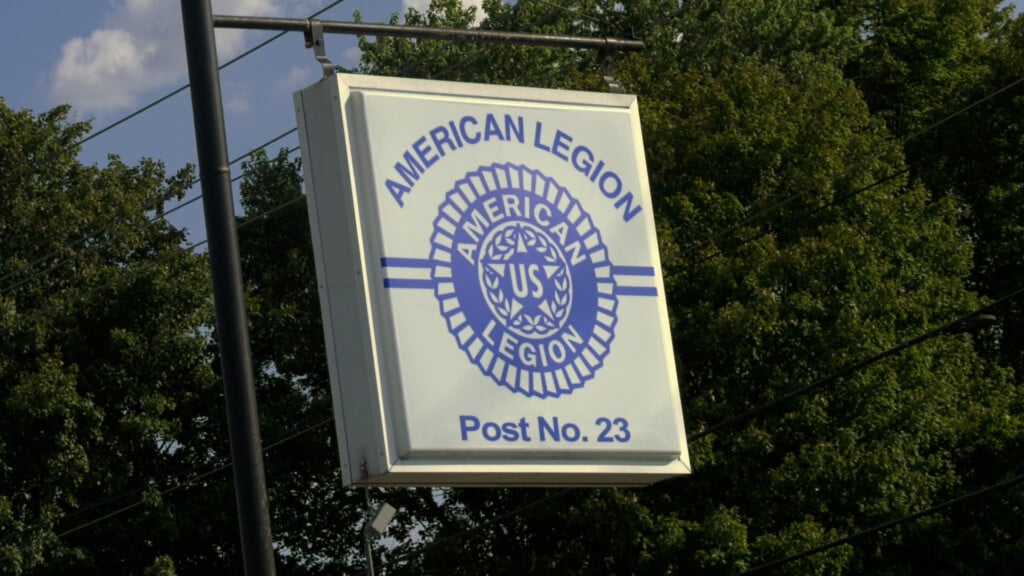 AMERICAN LEGION
AMERICAN
US
LEGION
Post No. 23